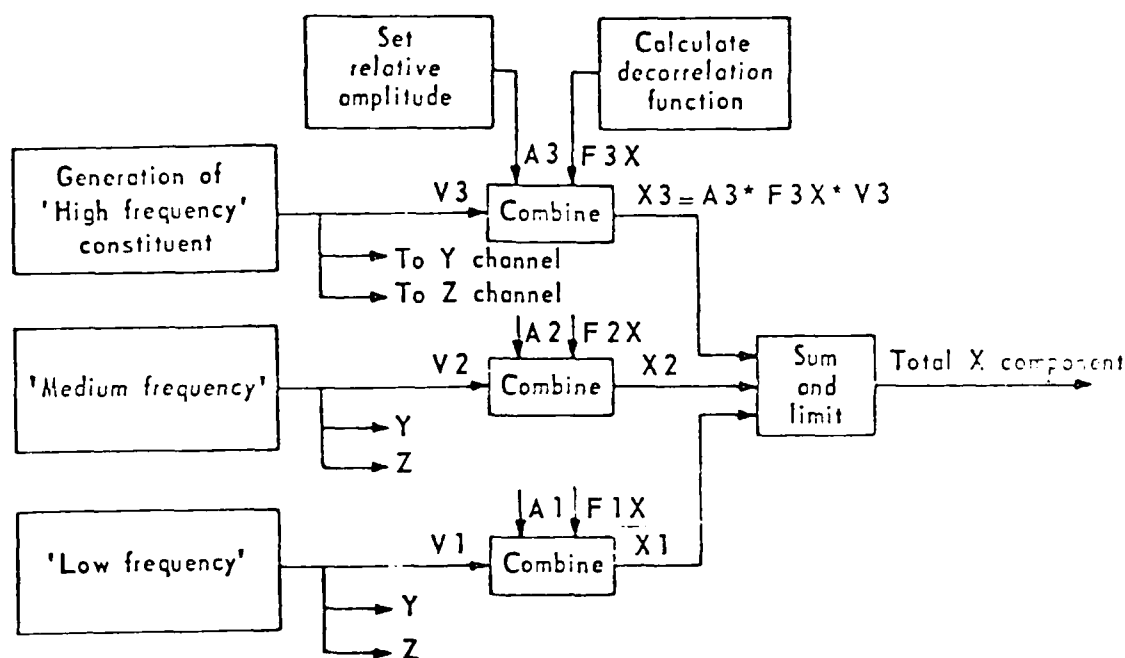 Set
relative
amplitude
Calculate
decorrelation
function
A3
F3X
Generation of
'High frequency'
constituent
V3
Combine
X3 = A3* F3X* V3
To Y channel
To Z channel
A2
F2X
'Medium frequency'
V2
Combine
X2
Sum
and
limit
Total X component
Y
Z
A1
F1X
'Low frequency'
V1
Combine
X1
Y
Z